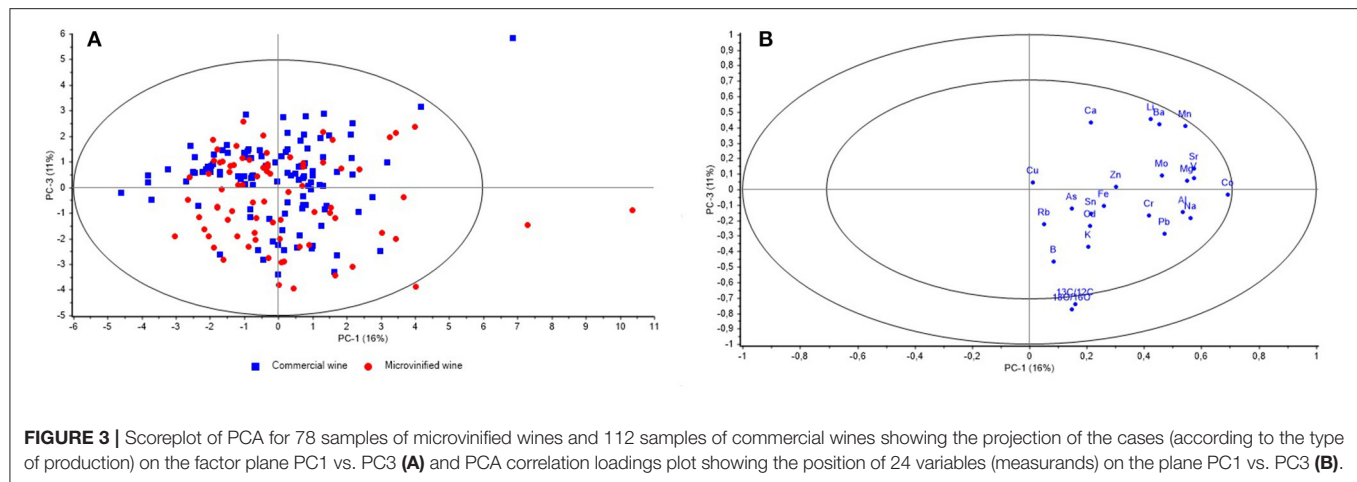 A
6
5
4
3
2
1
0
-1
-2
-3
-4
-5
PC-3 (11%)
-6 -5 -4 -3 -2 -1 0 1 2 3 4 5 6 7 8 9 10 11
PC-1 (16%)
Commercial wine Microvinified wine
B
1
0,9
0,8
0,7
0,6
0,5
0,4
0,3
0,2
0,1
0
-0,1
-0,2
-0,3
-0,4
-0,5
-0,6
-0,7
-0,8
-0,9
-1
PC-3 (11%)
Ca Li Ba Mn
Sr
V
Mo Mg
Cu Zn Co
As Sn Fe Cr Al Na
Rb Cd Pb
K
B
13C/12C
18O/16O
-1 -0,8 -0,6 -0,4 -0,2 0 0,2 0,4 0,6 0,8 1
PC-1 (16%)
FIGURE 3 | Scoreplot of PCA for 78 samples of microvinified wines and 112 samples of commercial wines showing the projection of the cases (according to the type
of production) on the factor plane PC1 vs. PC3 (A) and PCA correlation loadings plot showing the position of 24 variables (measurands) on the plane PC1 vs. PC3 (B).